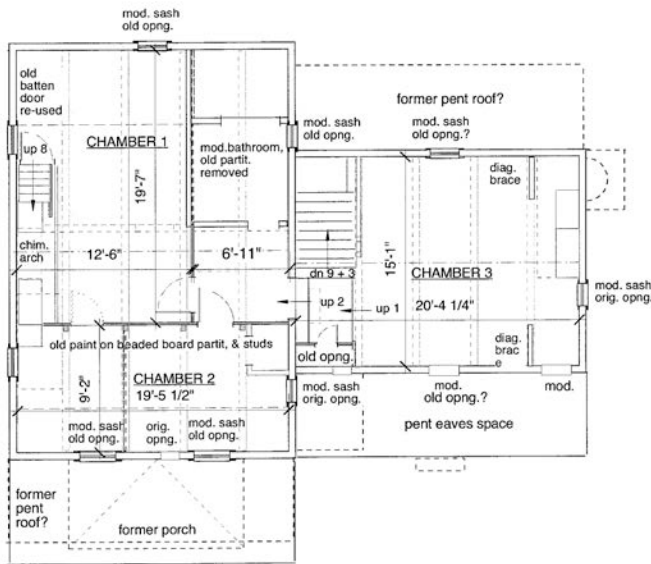 mod. sash
old opng.
old
batten
door
re-used
up 8
CHAMBER 1
19'-7"
chim.
arch
12'-6"
mod.bathroom,
old partit.
removed
6'-11"
mod. sash
old opng.
former pent roof?
mod. sash
old opng.?
diag.
brace
dn 9 + 3
15'-1"
CHAMBER 3
20'-4 1/4"
up 2
up 1
mod. sash
orig. opng.
old paint on beaded board partit, & studs
old opng.
diag.
brac
e
CHAMBER 2
19'-5 1/2"
9'-2"
mod. sash
orig. opng.
mod.
old opng.?
mod.
mod. sash
old opng.
orig.
opng.
mod. sash
old opng.
pent eaves space
former
pent
roof?
former porch